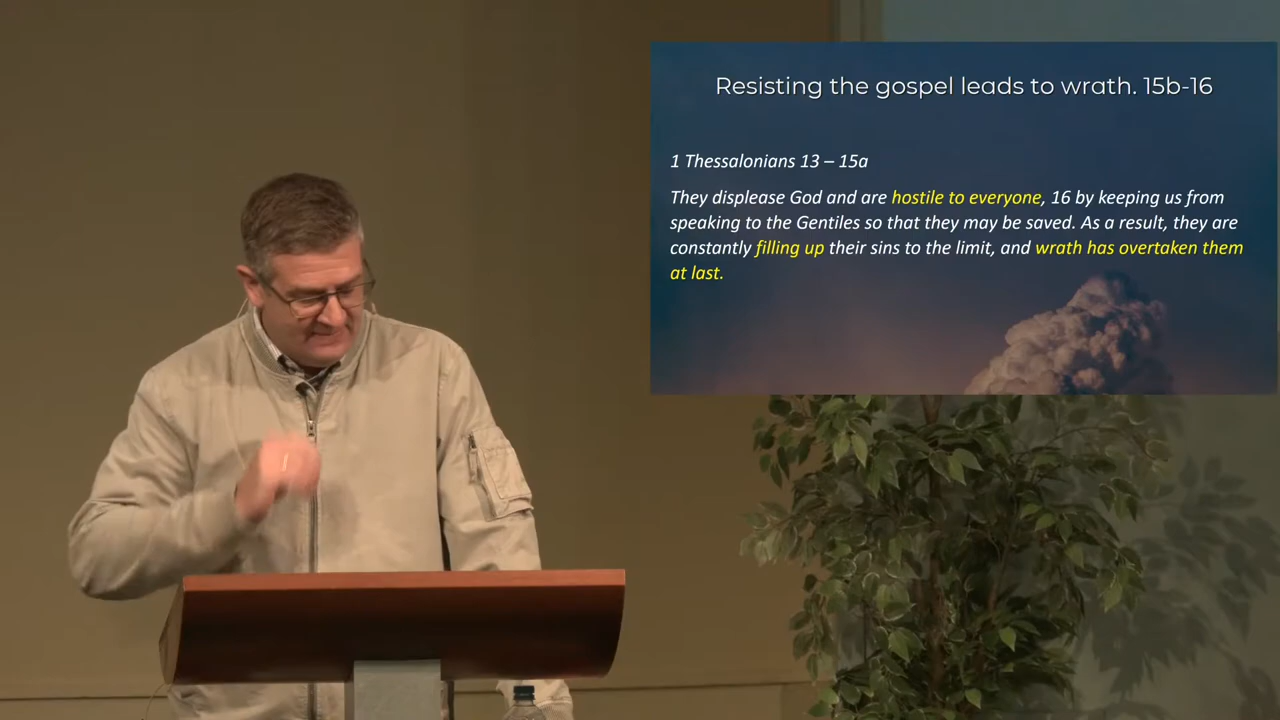 Resisting the gospel leads to wrath. 15b-16
1 Thessalonians 13 – 15a
They displease God and are hostile to everyone, 16 by keeping us from
speaking to the Gentiles so that they may be saved. As a result, they are
constantly filling up their sins to the limit, and wrath has overtaken them
at last.